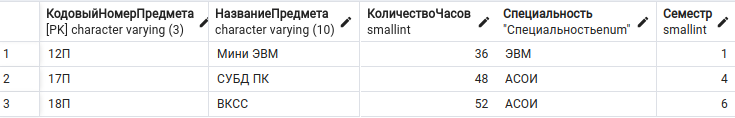 КодовыйНомерПредмета НазваниеПредмета КоличествоЧасов Специальность Семестр
[PK] character varying (3) character varying (10) smallint "Специальностьenum" smallint
1 12П Мини ЭВМ 36 ЭВМ 1
2 17П СУБД ПК 48 АСОИ 4
3 18П ВКСС 52 АСОИ 6